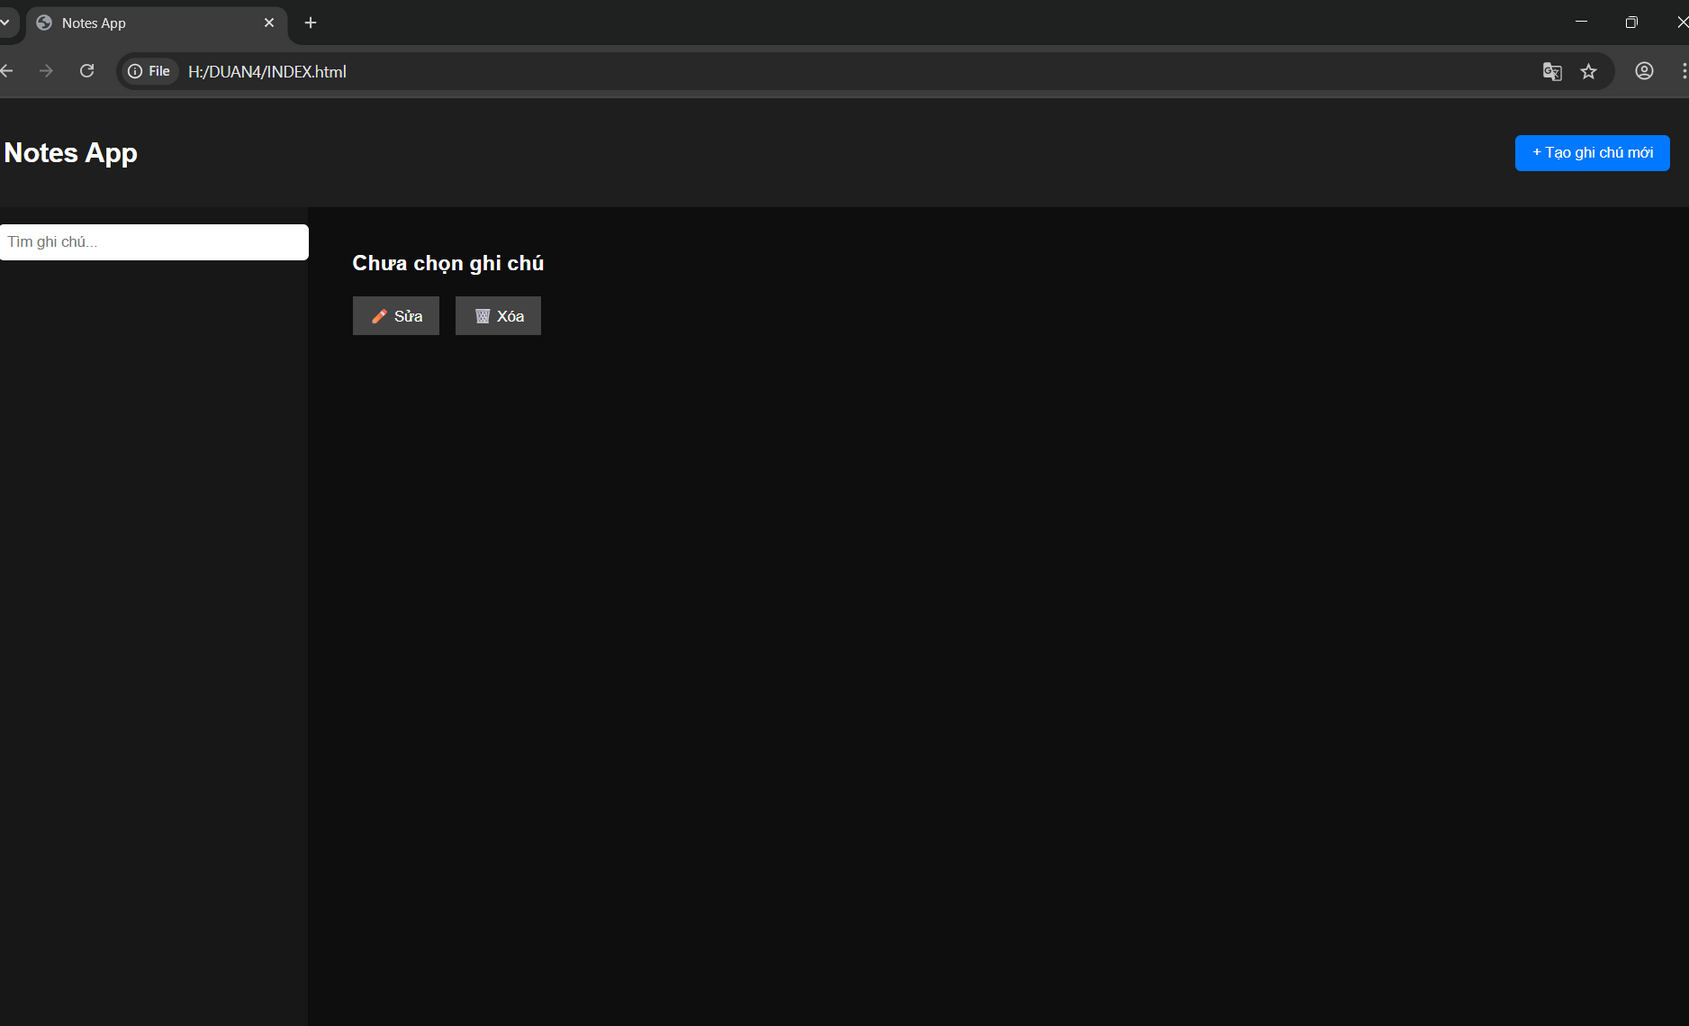 Notes App
File H:/DUAN4/INDEX.html
Notes App
+ Tạo ghi chú mới
Tìm ghi chú...
Chưa chọn ghi chú
Sửa
Xóa